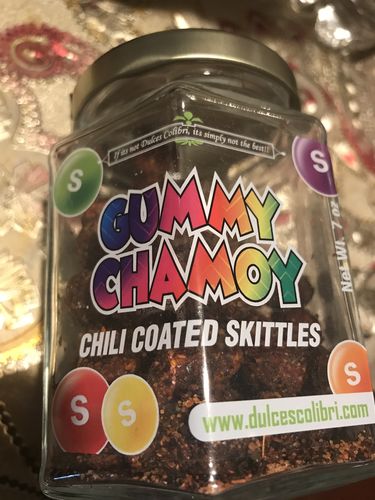 If its not Dulces Colibri, its simply not the best!!
S
S
GUMMY
CHAMOY
Net Wt. 7 oz
CHILI COATED SKITTLES
S
S
S
www.dulcescolibri.com